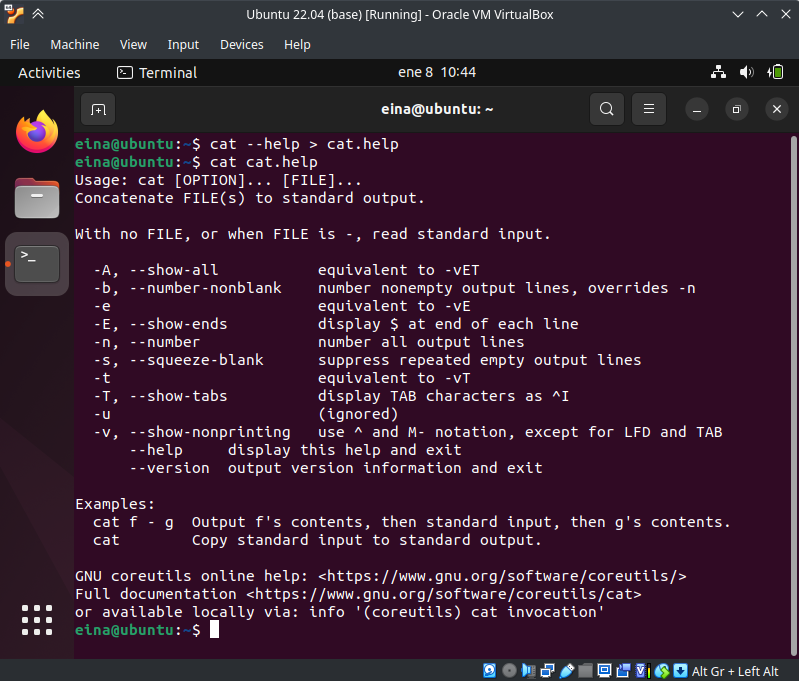 Ubuntu 22.04 (base) [Running] - Oracle VM VirtualBox
File Machine View Input Devices Help
Activities Terminal ene 8 10:44
eina@ubuntu: ~
eina@ubuntu:~$ cat --help > cat.help
eina@ubuntu:~$ cat cat.help
Usage: cat [OPTION]... [FILE]...
Concatenate FILE(s) to standard output.
With no FILE, or when FILE is -, read standard input.
-A, --show-all equivalent to -vET
-b, --number-nonblank number nonempty output lines, overrides -n
-e equivalent to -vE
-E, --show-ends display $ at end of each line
-n, --number number all output lines
-s, --squeeze-blank suppress repeated empty output lines
-t equivalent to -vT
-T, --show-tabs display TAB characters as ^I
-u (ignored)
-v, --show-nonprinting use ^ and M- notation, except for LFD and TAB
--help display this help and exit
--version output version information and exit
Examples:
cat f - g Output f's contents, then standard input, then g's contents.
cat Copy standard input to standard output.
GNU coreutils online help: <https://www.gnu.org/software/coreutils/>
Full documentation <https://www.gnu.org/software/coreutils/cat>
or available locally via: info '(coreutils) cat invocation'
eina@ubuntu:~$
Alt Gr + Left Alt